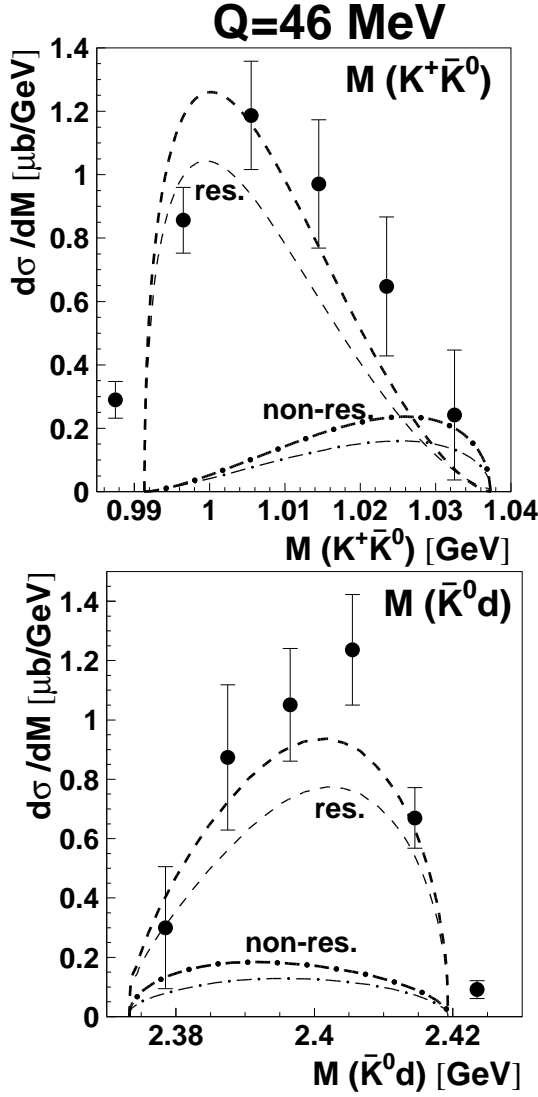 Q=46 MeV
M (K⁺K̄⁰)
dσ/dM [μb/GeV]
1.4
1.2
1
0.8
0.6
0.4
0.2
0
res.
non-res.
0.99
1
1.01
1.02
1.03
1.04
M (K⁺K̄⁰) [GeV]
M (K̄⁰d)
dσ/dM [μb/GeV]
1.4
1.2
1
0.8
0.6
0.4
0.2
0
res.
non-res.
2.38
2.4
2.42
M (K̄⁰d) [GeV]